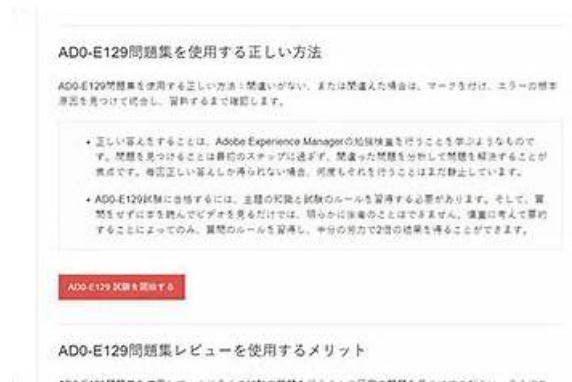 AD0-E129問題集を使用する正しい方法
AD0-E129問題集を使用する正しい方法：間違いがない、または間違えた場合は、マークを付け、エラーの根本
原因を見つけて統合し、習熟するまで確認します。
• 正しい答えをすることは、Adobe Experience Managerの勉強検査を行うことを学ぶようなもので
す。問題を見つけることは最初のステップに過ぎず、間違った問題を分析して問題を解決することが
焦点です。毎回正しい答えしか得られない場合、何度もそれを行うことはまだ静止しています。
• AD0-E129試験に合格するには、主題の知識と試験のルールを習得する必要があります。そして、質
問をせずに本を読んでビデオを見るだけでは、明らかに後者のことはできません。慎重に考えて要約
することによってのみ、質問のルールを習得し、半分の労力で2倍の結果を得ることができます。
AD0-E129 試験を開始する
AD0-E129問題集レビューを使用するメリット